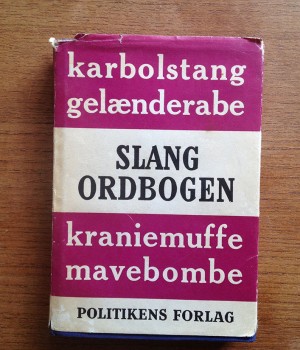 karbolstang
gelænderabe
SLANG
ORDBOGEN
kraniemuffe
mavebombe
POLITIKENS FORLAG